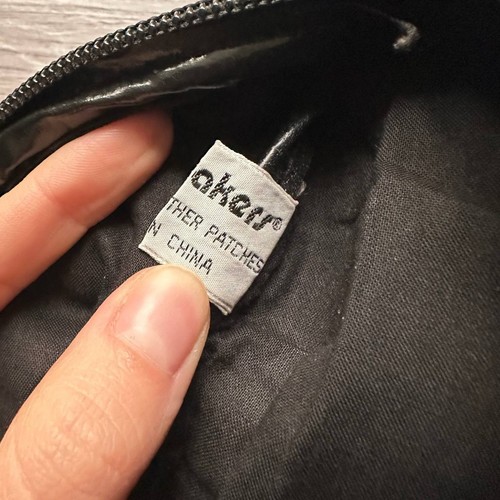 akers®
THER PATCHES
N CHINA